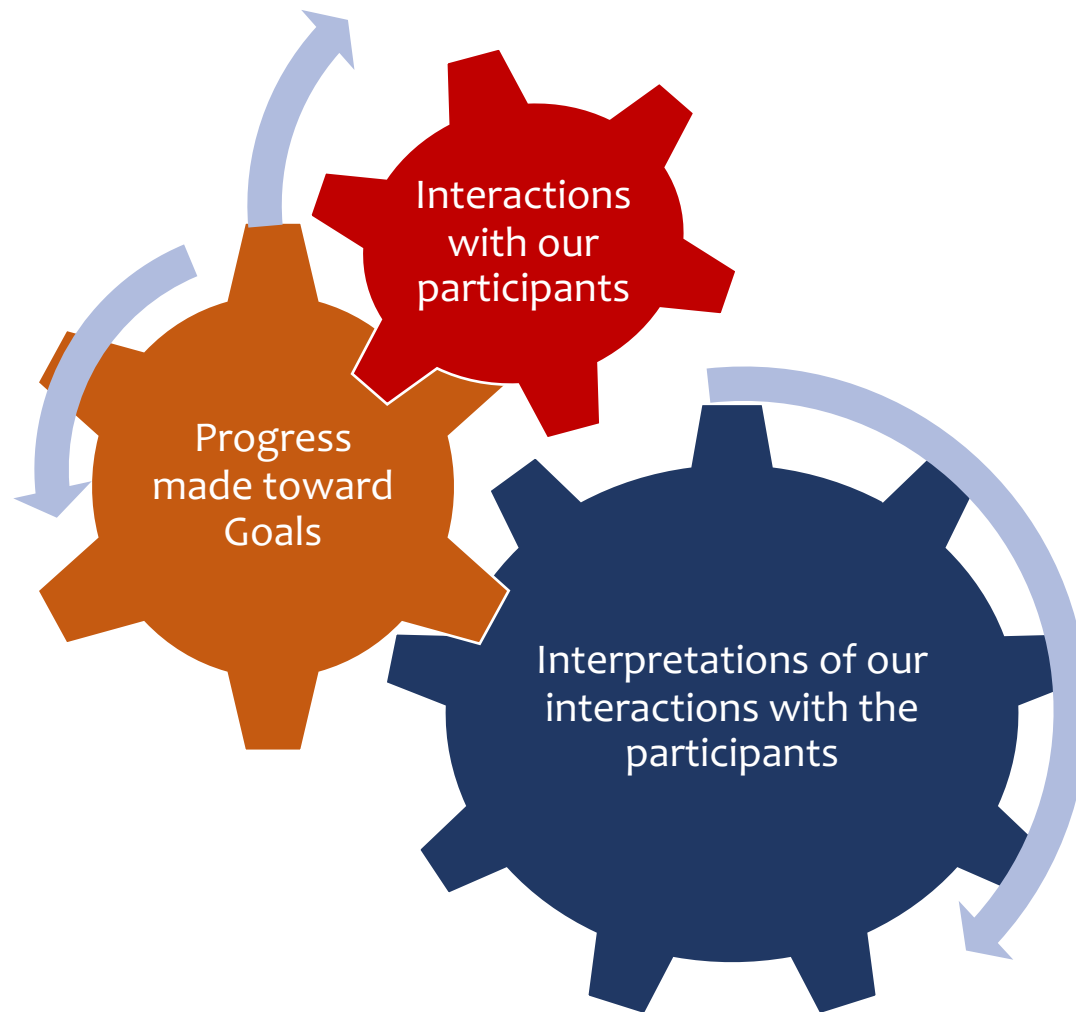 Interactions
with our
participants
Progress
made toward
Goals
Interpretations of our
interactions with the
participants